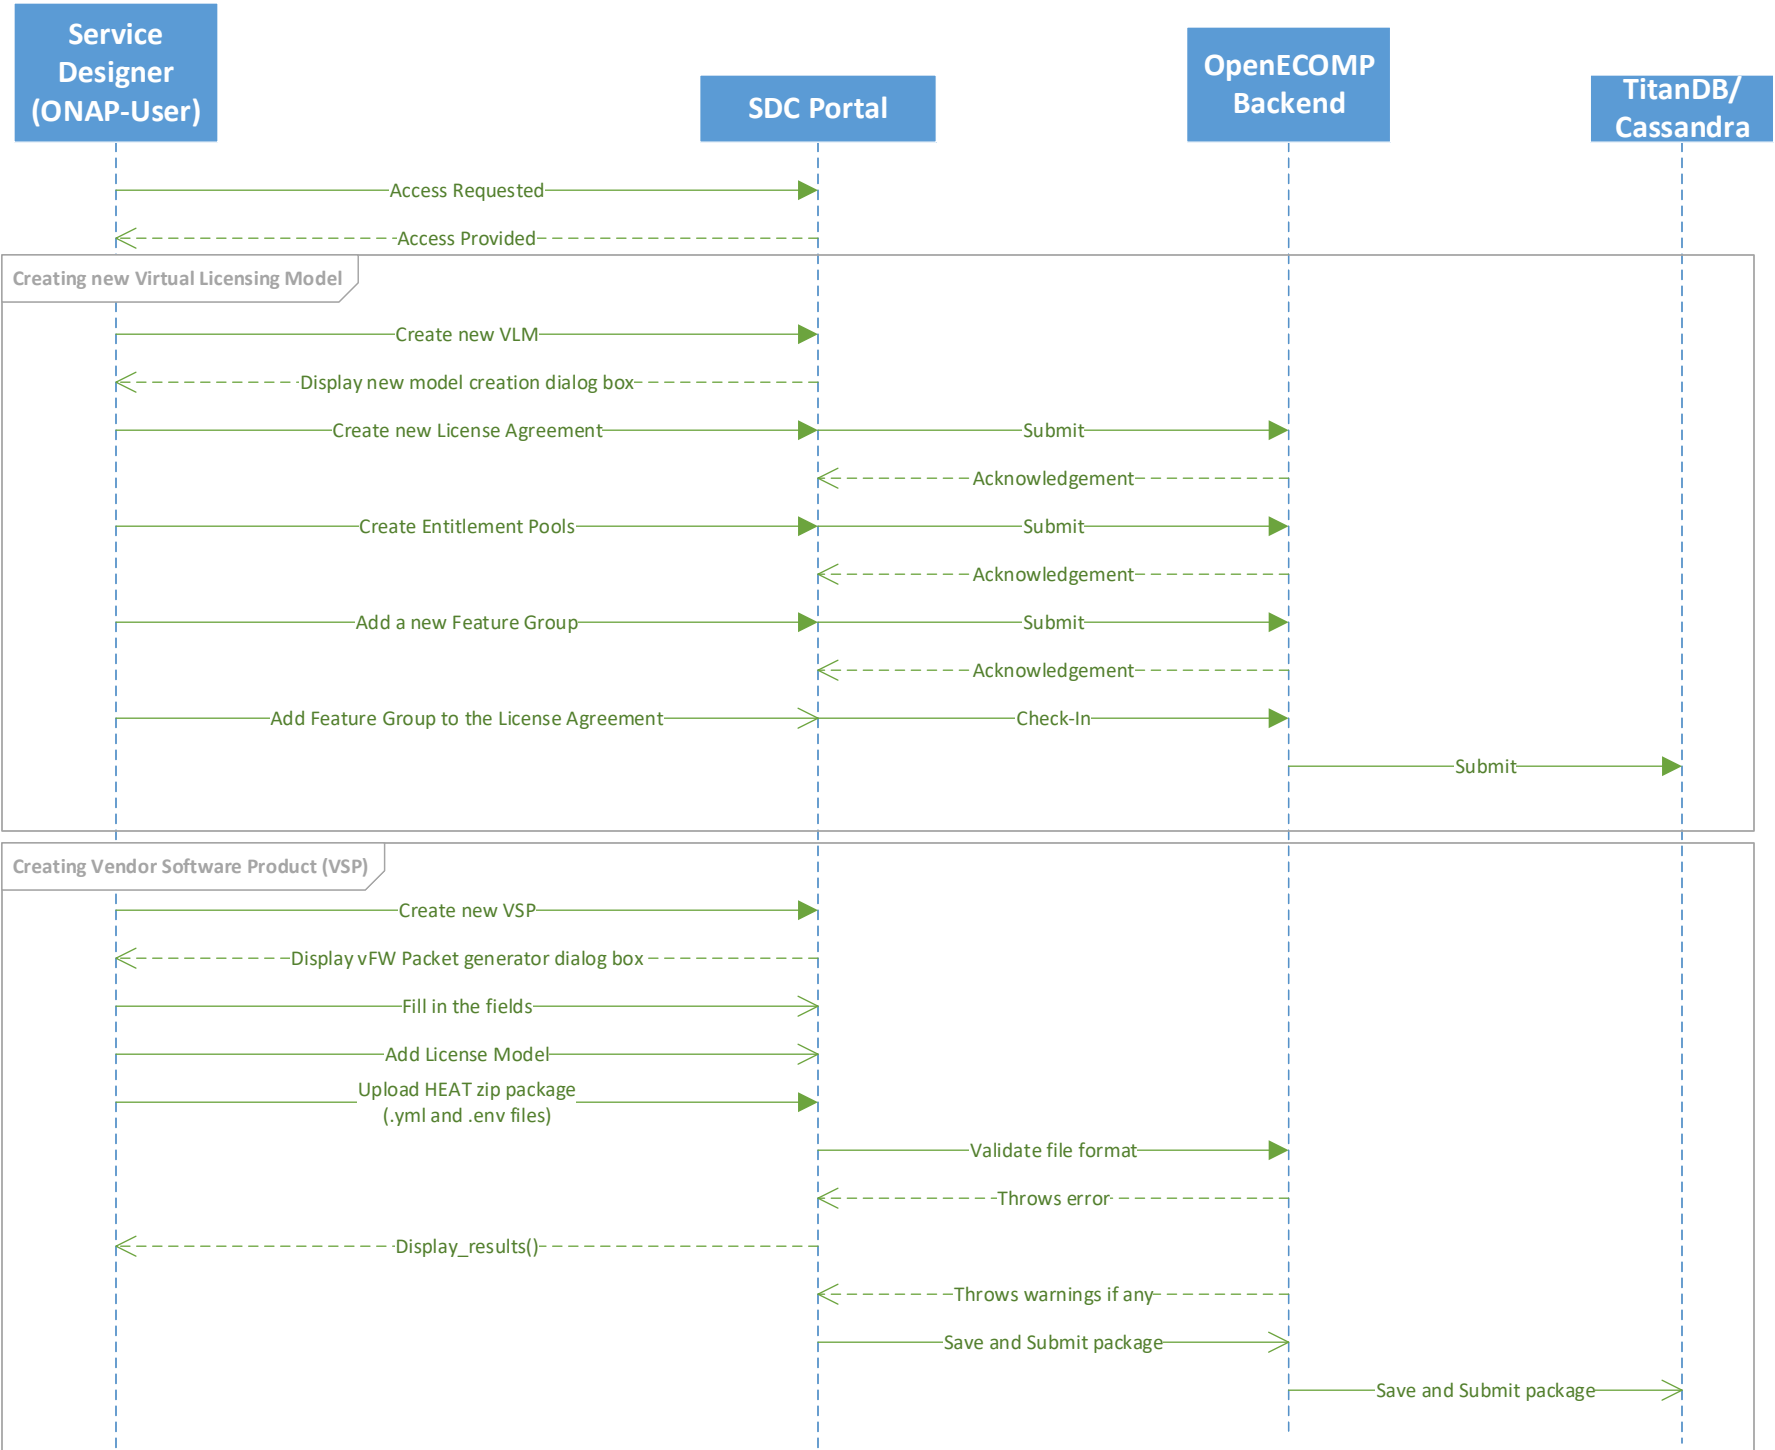 Service
Designer
(ONAP-User)
SDC Portal
OpenECOMP
Backend
TitanDB/
Cassandra
Access Requested
Access Provided
Creating new Virtual Licensing Model
Create new VLM
Display new model creation dialog box
Create new License Agreement
Submit
Acknowledgement
Create Entitlement Pools
Submit
Acknowledgement
Add a new Feature Group
Submit
Acknowledgement
Add Feature Group to the License Agreement
Check-In
Submit
Creating Vendor Software Product (VSP)
Create new VSP
Display vFW Packet generator dialog box
Fill in the fields
Add License Model
Upload HEAT zip package
(.yml and .env files)
Validate file format
Throws error
Display_results()
Throws warnings if any
Save and Submit package
Save and Submit package